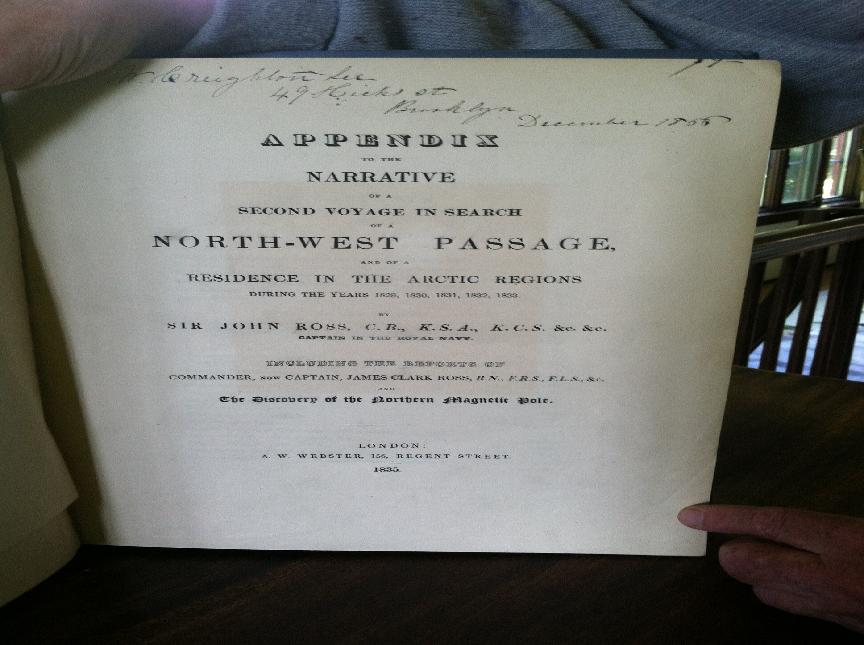 Creighton
49 Hicks st
Brooklyn
December 1855
APPENDIX
TO THE
NARRATIVE
OF A
SECOND VOYAGE IN SEARCH
OF A
NORTH-WEST PASSAGE,
AND OF A
RESIDENCE IN THE ARCTIC REGIONS
DURING THE YEARS 1829, 1830, 1831, 1832, 1833.
BY
SIR JOHN ROSS, C.B., K.S.A., K.C.S. &c. &c.
CAPTAIN IN THE ROYAL NAVY.
INCLUDING THE REPORTS OF
COMMANDER, NOW CAPTAIN, JAMES CLARK ROSS, R.N., F.R.S., F.L.S., &c.
AND
The Discovery of the Northern Magnetic Pole.
LONDON:
A. W. WEBSTER, 156, REGENT STREET.
1835.